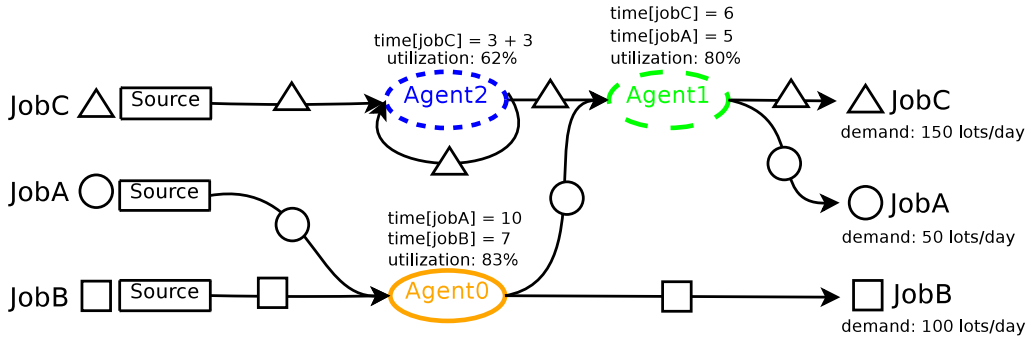 time[jobC] = 6
time[jobA] = 5
utilization: 80%
time[jobC] = 3 + 3
utilization: 62%
JobC
Source
Agent2
Agent1
JobC
demand: 150 lots/day
JobA
Source
JobA
demand: 50 lots/day
time[jobA] = 10
time[jobB] = 7
utilization: 83%
JobB
Source
Agent0
JobB
demand: 100 lots/day